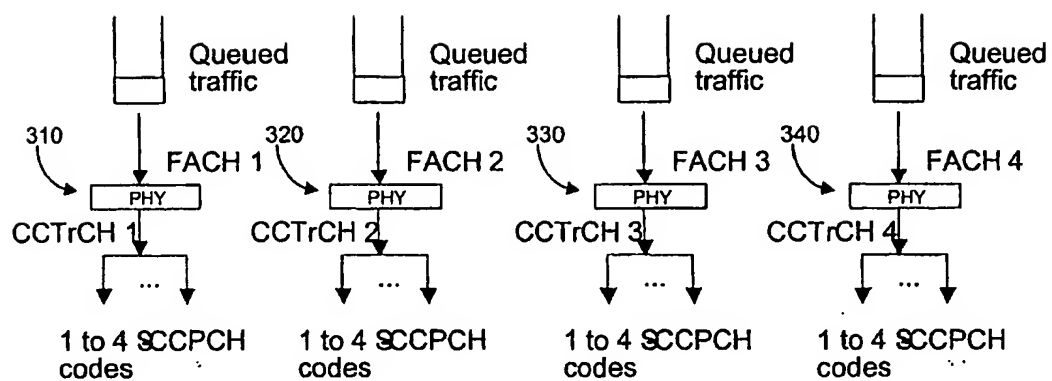 Queued traffic Queued traffic Queued traffic Queued traffic
310 320 330 340
FACH 1 FACH 2 FACH 3 FACH 4
PHY PHY PHY PHY
CCTrCH 1 CCTrCH 2 CCTrCH 3 CCTrCH 4
... ... ... ...
1 to 4 SCCPCH codes 1 to 4 SCCPCH codes 1 to 4 SCCPCH codes 1 to 4 SCCPCH codes